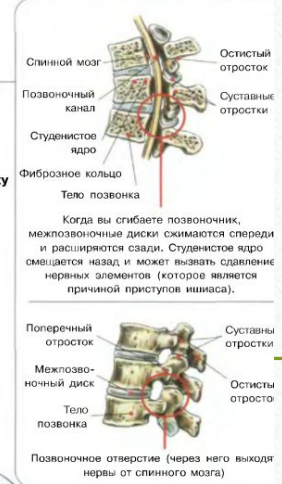 Спинной мозг
Остистый
отросток
Позвоночный
канал
Суставные
отростки
Студенистое
ядро
Фиброзное кольцо
Тело позвонка
Когда вы сгибаете позвоночник,
межпозвоночные диски сжимаются спереди
и расширяются сзади. Студенистое ядро
смещается назад и может вызвать сдавление
нервных элементов (которое является
причиной приступов ишиаса).
Поперечный
отросток
Суставны
отростки
Межпозво-
ночный диск
Остисты
отросто
Тело
позвонка
Позвоночное отверстие (через него выходят
нервы от спинного мозга)